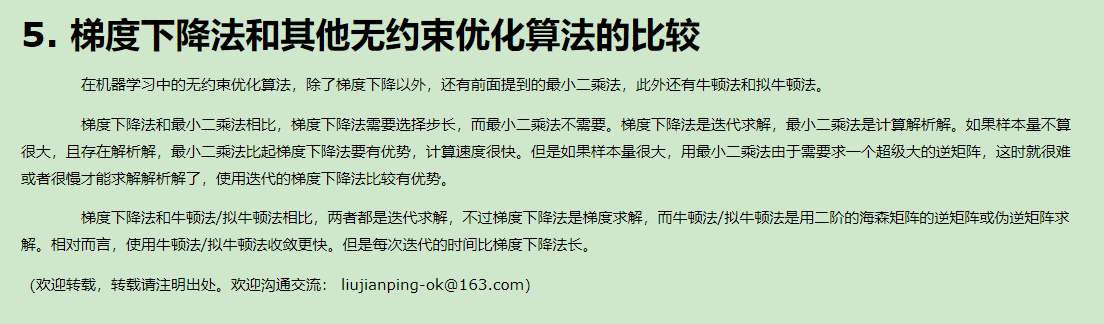 5. 梯度下降法和其他无约束优化算法的比较
在机器学习中的无约束优化算法，除了梯度下降以外，还有前面提到的最小二乘法，此外还有牛顿法和拟牛顿法。
梯度下降法和最小二乘法相比，梯度下降法需要选择步长，而最小二乘法不需要。梯度下降法是迭代求解，最小二乘法是计算解析解。如果样本量不算
很大，且存在解析解，最小二乘法比起梯度下降法要有优势，计算速度很快。但是如果样本量很大，用最小二乘法由于需要求一个超级大的逆矩阵，这时就很难
或者很慢才能求解解析解了，使用迭代的梯度下降法比较有优势。
梯度下降法和牛顿法/拟牛顿法相比，两者都是迭代求解，不过梯度下降法是梯度求解，而牛顿法/拟牛顿法是用二阶的海森矩阵的逆矩阵或伪逆矩阵求
解。相对而言，使用牛顿法/拟牛顿法收敛更快。但是每次迭代的时间比梯度下降法长。
（欢迎转载，转载请注明出处。欢迎沟通交流： liujianping-ok@163.com）